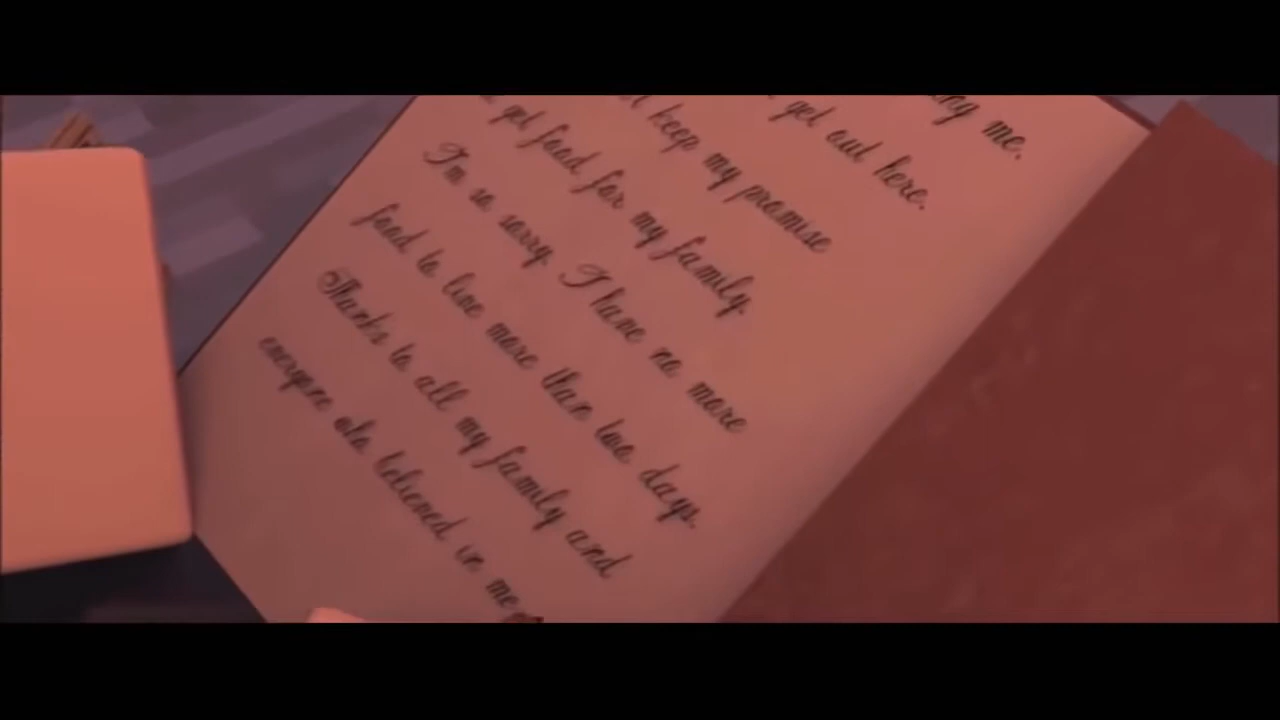 me.
get out here.
keep my promise
get food for my family.
I'm so sorry. I have no more
food to live more than two days.
Thanks to all my family and
everyone who believed in me